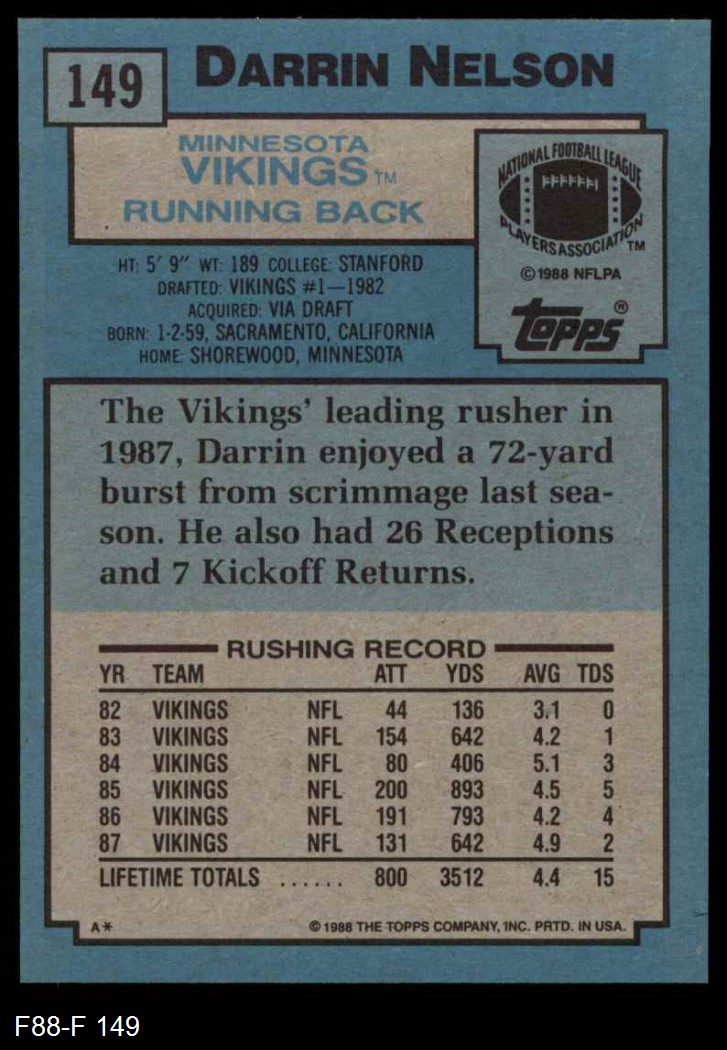 149
DARRIN NELSON
MINNESOTA
VIKINGS™
RUNNING BACK
NATIONAL FOOTBALL LEAGUE
PLAYERS ASSOCIATION™
©1988 NFLPA
topps®
HT: 5' 9" WT: 189 COLLEGE: STANFORD
DRAFTED: VIKINGS #1—1982
ACQUIRED: VIA DRAFT
BORN: 1-2-59, SACRAMENTO, CALIFORNIA
HOME: SHOREWOOD, MINNESOTA
The Vikings' leading rusher in
1987, Darrin enjoyed a 72-yard
burst from scrimmage last sea-
son. He also had 26 Receptions
and 7 Kickoff Returns.
RUSHING RECORD
YR TEAM ATT YDS AVG TDS
82 VIKINGS NFL 44 136 3.1 0
83 VIKINGS NFL 154 642 4.2 1
84 VIKINGS NFL 80 406 5.1 3
85 VIKINGS NFL 200 893 4.5 5
86 VIKINGS NFL 191 793 4.2 4
87 VIKINGS NFL 131 642 4.9 2
LIFETIME TOTALS ...... 800 3512 4.4 15
A* ©1988 THE TOPPS COMPANY, INC. PRTD. IN USA.
F88-F 149